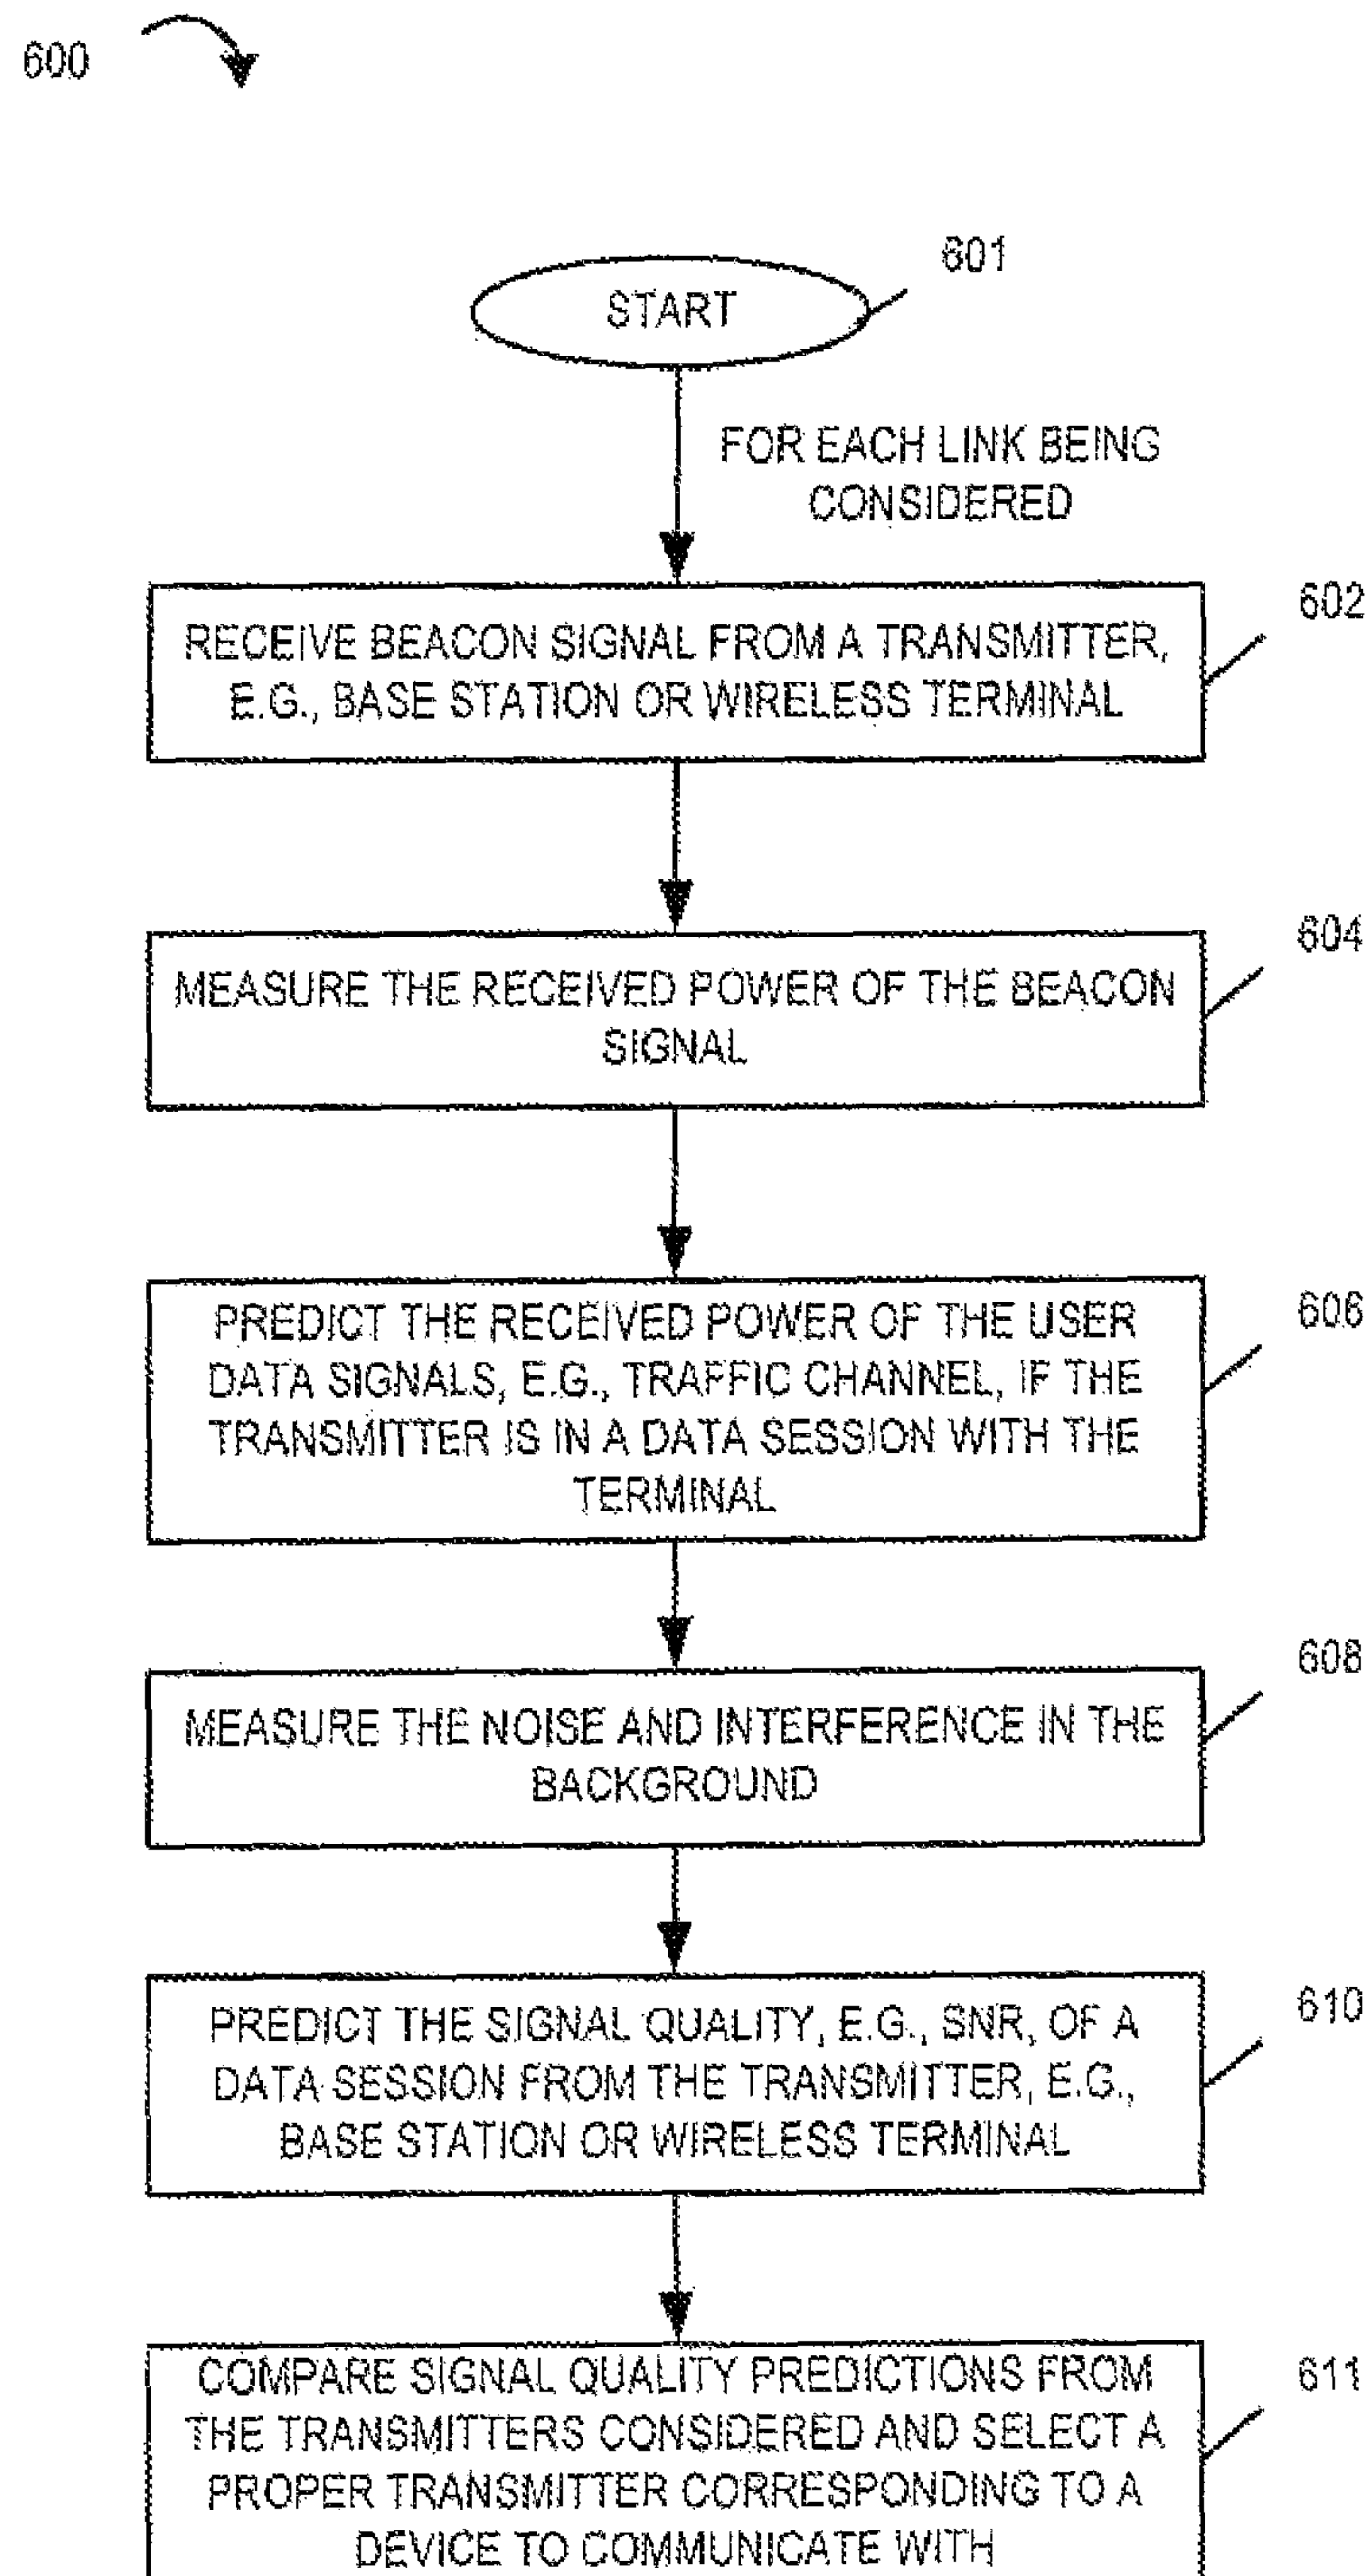 600
601
START
FOR EACH LINK BEING
CONSIDERED
602
RECEIVE BEACON SIGNAL FROM A TRANSMITTER,
E.G., BASE STATION OR WIRELESS TERMINAL
604
MEASURE THE RECEIVED POWER OF THE BEACON
SIGNAL
606
PREDICT THE RECEIVED POWER OF THE USER
DATA SIGNALS, E.G., TRAFFIC CHANNEL, IF THE
TRANSMITTER IS IN A DATA SESSION WITH THE
TERMINAL
608
MEASURE THE NOISE AND INTERFERENCE IN THE
BACKGROUND
610
PREDICT THE SIGNAL QUALITY, E.G., SNR, OF A
DATA SESSION FROM THE TRANSMITTER, E.G.,
BASE STATION OR WIRELESS TERMINAL
611
COMPARE SIGNAL QUALITY PREDICTIONS FROM
THE TRANSMITTERS CONSIDERED AND SELECT A
PROPER TRANSMITTER CORRESPONDING TO A
DEVICE TO COMMUNICATE WITH